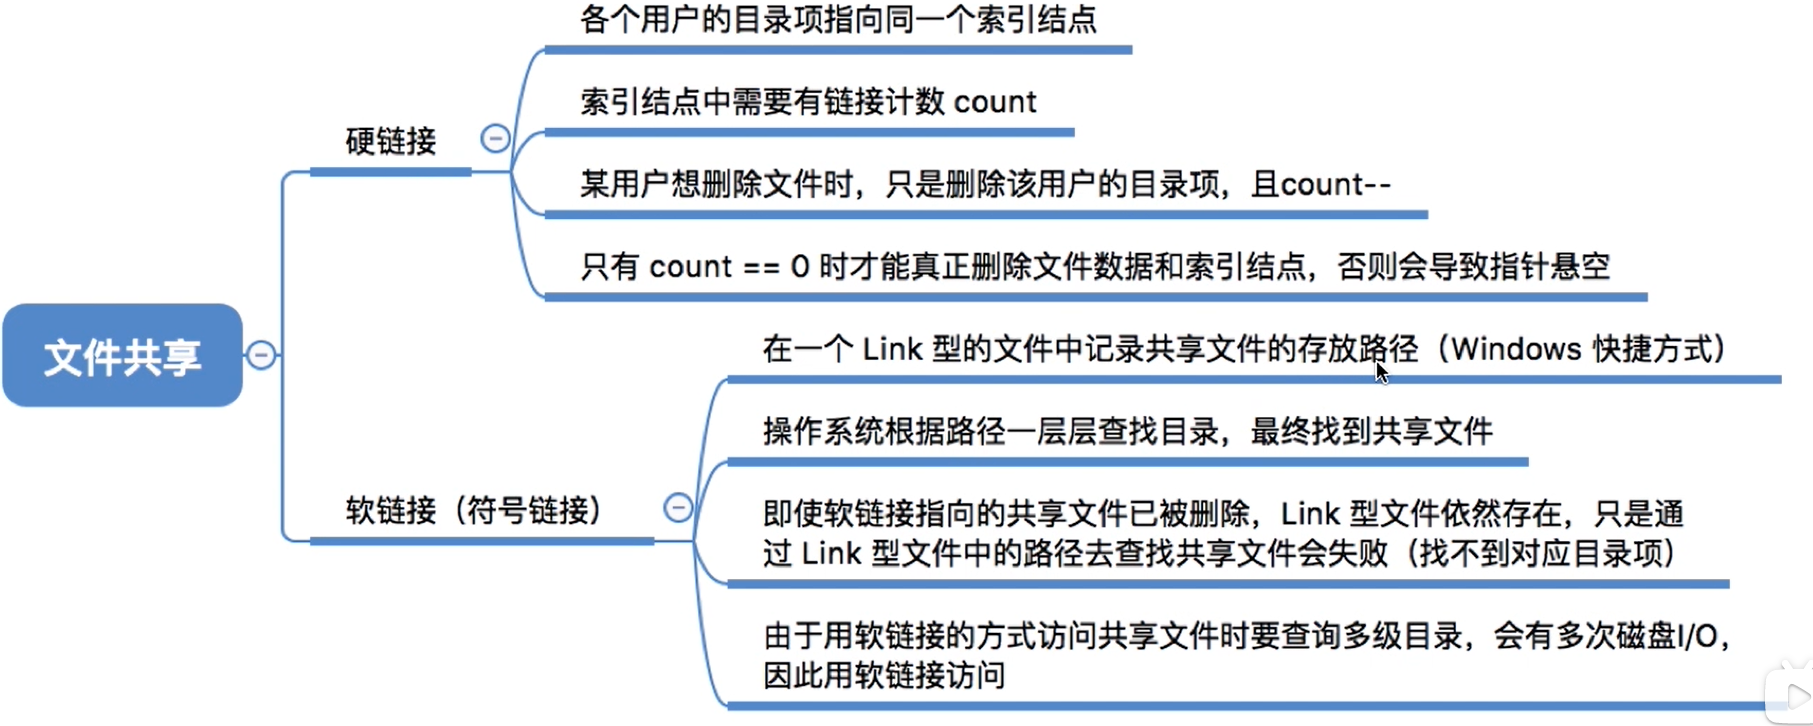 各个用户的目录项指向同一个索引结点
索引结点中需要有链接计数 count
硬链接
某用户想删除文件时，只是删除该用户的目录项，且count--
只有 count == 0 时才能真正删除文件数据和索引结点，否则会导致指针悬空
文件共享
在一个 Link 型的文件中记录共享文件的存放路径（Windows 快捷方式）
操作系统根据路径一层层查找目录，最终找到共享文件
软链接（符号链接）
即使软链接指向的共享文件已被删除，Link 型文件依然存在，只是通
过 Link 型文件中的路径去查找共享文件会失败（找不到对应目录项）
由于用软链接的方式访问共享文件时要查询多级目录，会有多次磁盘I/O，
因此用软链接访问